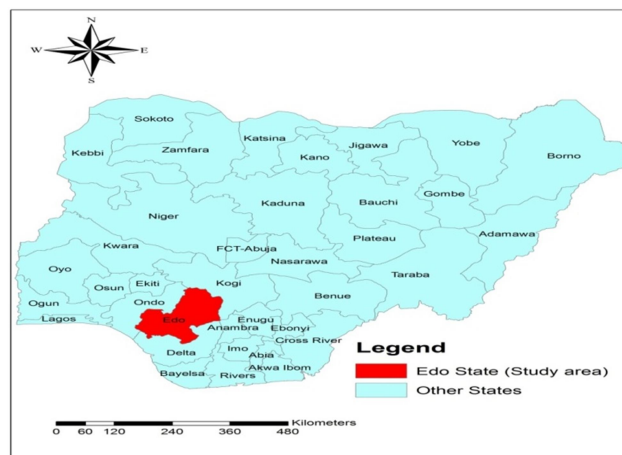 N
W E
S
Sokoto
Katsina
Jigawa
Yobe
Borno
Kebbi
Zamfara
Kano
Gombe
Kaduna
Bauchi
Niger
Adamawa
Plateau
Kwara
FCT-Abuja
Nasarawa
Oyo
Taraba
Osun
Ekiti
Kogi
Benue
Ogun
Ondo
Lagos
Edo
Enugu
Anambra
Ebonyi
Cross River
Delta
Imo
Abia
Bayelsa
Rivers
Akwa Ibom
Legend
Edo State (Study area)
Other States
Kilometers
0 60 120 240 360 480